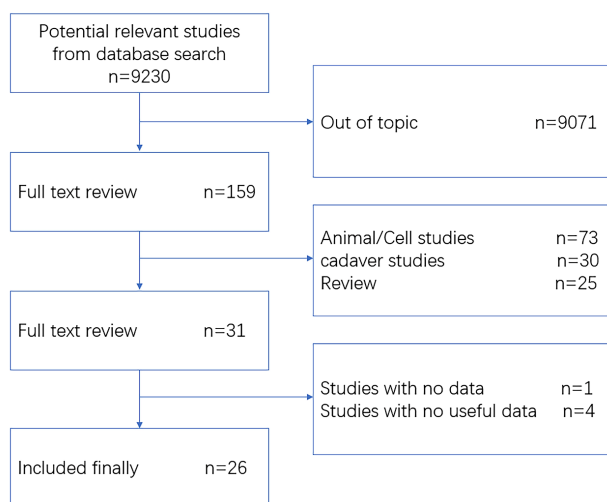 Potential relevant studies
from database search
n=9230
Out of topic n=9071
Full text review n=159
Animal/Cell studies n=73
cadaver studies n=30
Review n=25
Full text review n=31
Studies with no data n=1
Studies with no useful data n=4
Included finally n=26